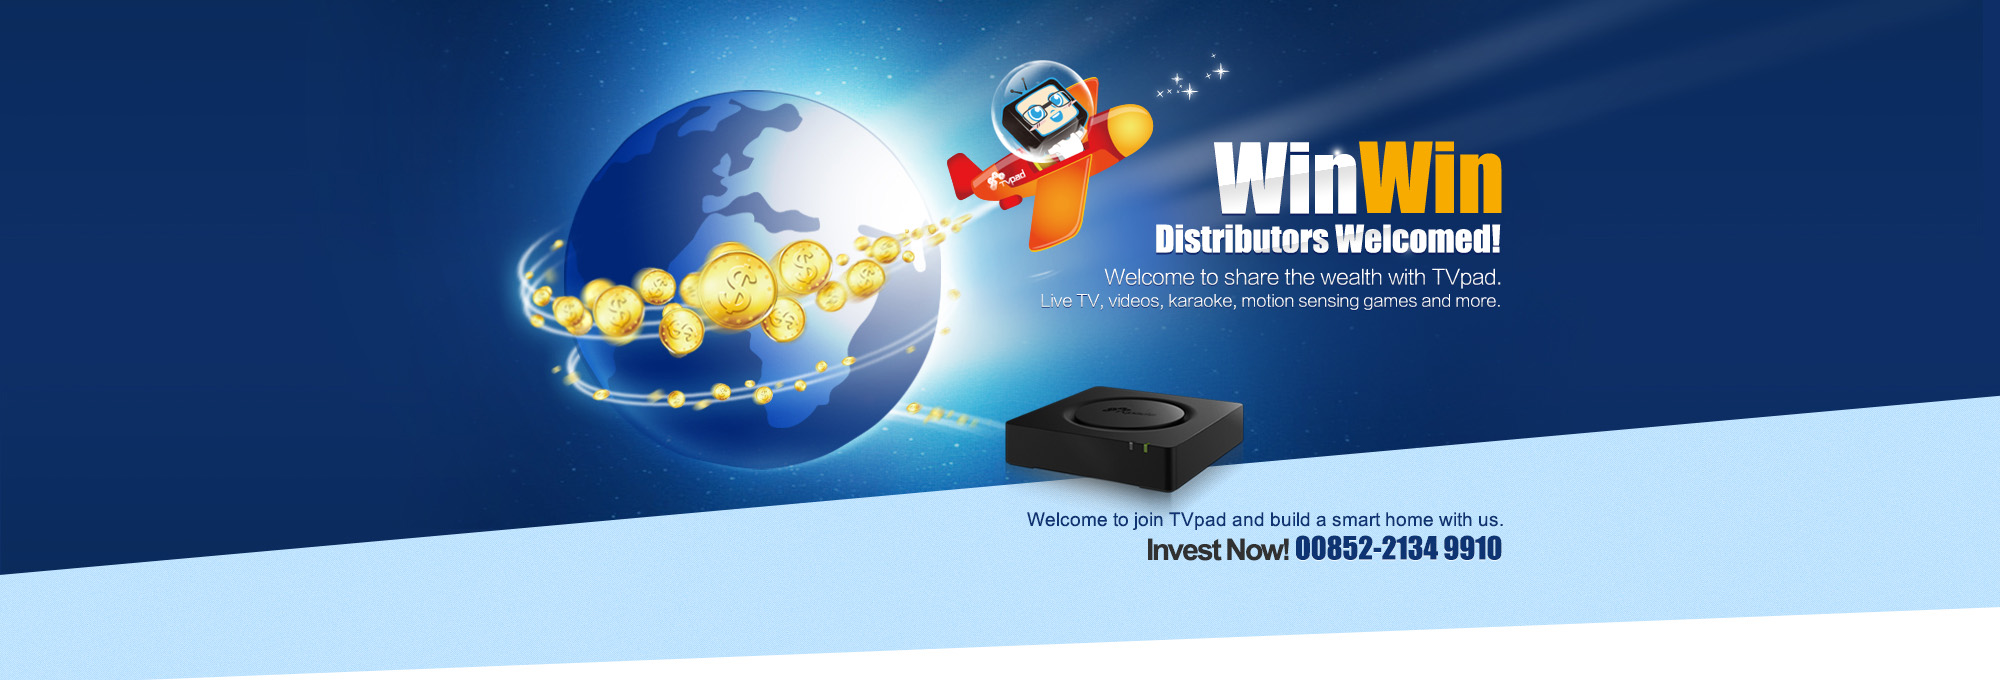 TVpad
WinWin
Distributors Welcomed!
Welcome to share the wealth with TVpad.
Live TV, videos, karaoke, motion sensing games and more.
Welcome to join TVpad and build a smart home with us.
Invest Now! 00852-2134 9910